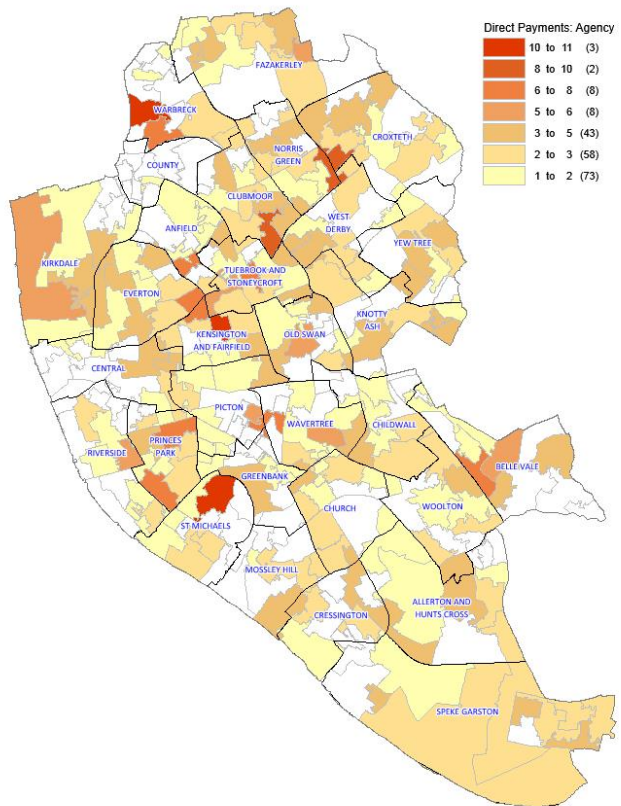 Direct Payments: Agency
10 to 11 (3)
8 to 10 (2)
6 to 8 (8)
5 to 6 (8)
3 to 5 (43)
2 to 3 (58)
1 to 2 (73)
FAZAKERLEY
WARBRECK
CROXTETH
NORRIS
GREEN
COUNTY
CLUBMOOR
WEST
DERBY
ANFIELD
YEW TREE
KIRKDALE
TUEBROOK AND
STONEYCROFT
EVERTON
KNOTTY
ASH
KENSINGTON
AND FAIRFIELD
OLD SWAN
CENTRAL
PICTON
WAVERTREE
CHILDWALL
PRINCES
PARK
RIVERSIDE
BELLE VALE
GREENBANK
CHURCH
WOOLTON
ST MICHAELS
MOSSLEY HILL
ALLERTON AND
HUNTS CROSS
CRESSINGTON
SPEKE GARSTON